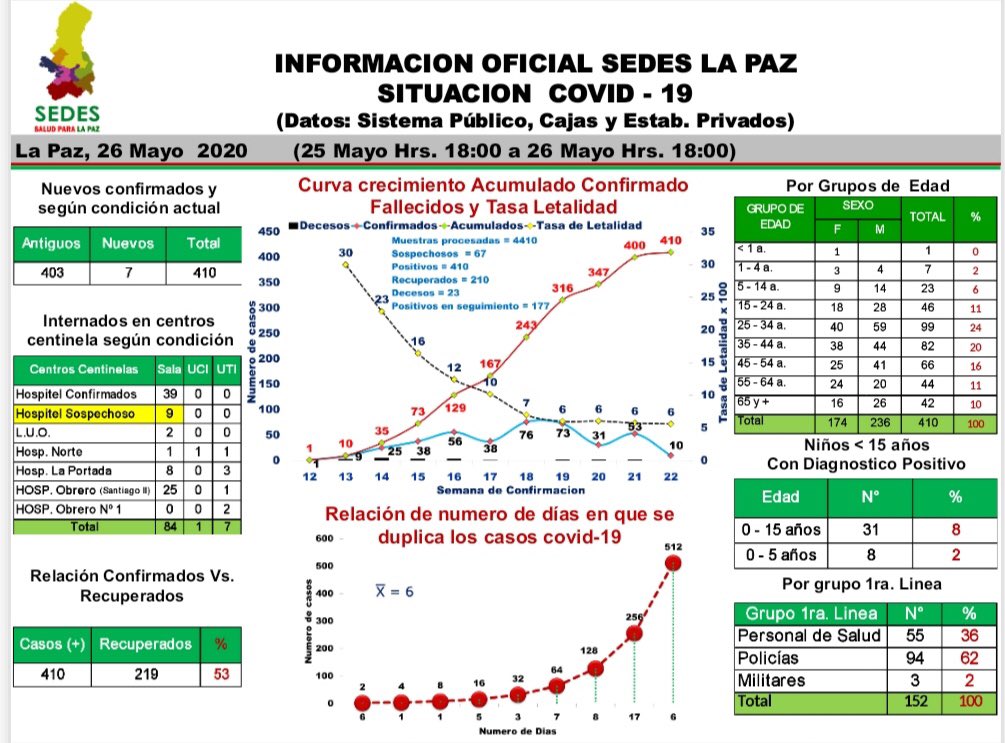 SEDES
SALUD PARA LA PAZ
INFORMACION OFICIAL SEDES LA PAZ
SITUACION COVID - 19
(Datos: Sistema Público, Cajas y Estab. Privados)
La Paz, 26 Mayo 2020 (25 Mayo Hrs. 18:00 a 26 Mayo Hrs. 18:00)
Nuevos confirmados y
según condición actual
Antiguos Nuevos Total
403 7 410
Internados en centros
centinela según condición
Centros Centinelas Sala UCI UTI
Hospitel Confirmados 39 0 0
Hospitel Sospechoso 9 0 0
L.U.O. 2 0 0
Hosp. Norte 1 1 1
Hosp. La Portada 8 0 3
HOSP. Obrero (Santiago II) 25 0 1
HOSP. Obrero N° 1 0 0 2
Total 84 1 7
Relación Confirmados Vs.
Recuperados
Casos (+) Recuperados %
410 219 53
Curva crecimiento Acumulado Confirmado
Fallecidos y Tasa Letalidad
Decesos Confirmados Acumulados Tasa de Letalidad
Muestras procesadas = 4410
Sospechosos = 67
Positivos = 410
Recuperados = 210
Decesos = 23
Positivos en seguimiento = 177
Numero de casos
450
400
350
300
250
200
150
100
50
0
Tasa de Letalidad x 100
35
30
25
20
15
10
5
0
30 23 16 12 10 7 6 6 6 6
1 10 35 73 129 167 243 316 347 400 410
1 9 25 38 56 38 76 73 31 53 10
12 13 14 15 16 17 18 19 20 21 22
Semana de Confirmacion
Relación de numero de días en que se
duplica los casos covid-19
X̅ = 6
Numero de casos
600
500
400
300
200
100
0
2 4 8 16 32 64 128 256 512
6 1 1 5 3 7 8 17 6
Numero de Dias
Por Grupos de Edad
GRUPO DE EDAD SEXO TOTAL %
F M
< 1 a. 1 1 0
1 - 4 a. 3 4 7 2
5 - 14 a. 9 14 23 6
15 - 24 a. 18 28 46 11
25 - 34 a. 40 59 99 24
35 - 44 a. 38 44 82 20
45 - 54 a. 25 41 66 16
55 - 64 a. 24 20 44 11
65 y + 16 26 42 10
Total 174 236 410 100
Niños < 15 años
Con Diagnostico Positivo
Edad N° %
0 - 15 años 31 8
0 - 5 años 8 2
Por grupo 1ra. Linea
Grupo 1ra. Linea N° %
Personal de Salud 55 36
Policías 94 62
Militares 3 2
Total 152 100